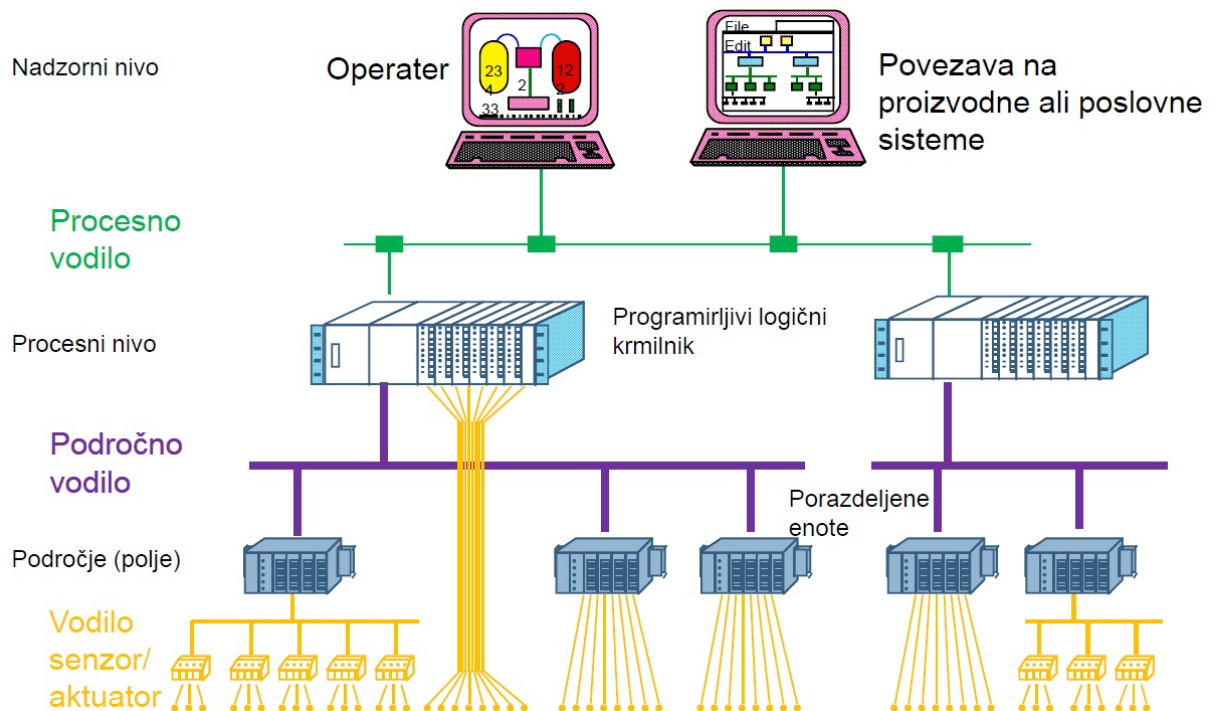 Nadzorni nivo
Operater
23
4
2
12
2
33
File
Edit
Povezava na
proizvodne ali poslovne
sisteme
Procesno
vodilo
Procesni nivo
Programirljivi logični
krmilnik
Področno
vodilo
Porazdeljene
enote
Področje (polje)
Vodilo
senzor/
aktuator